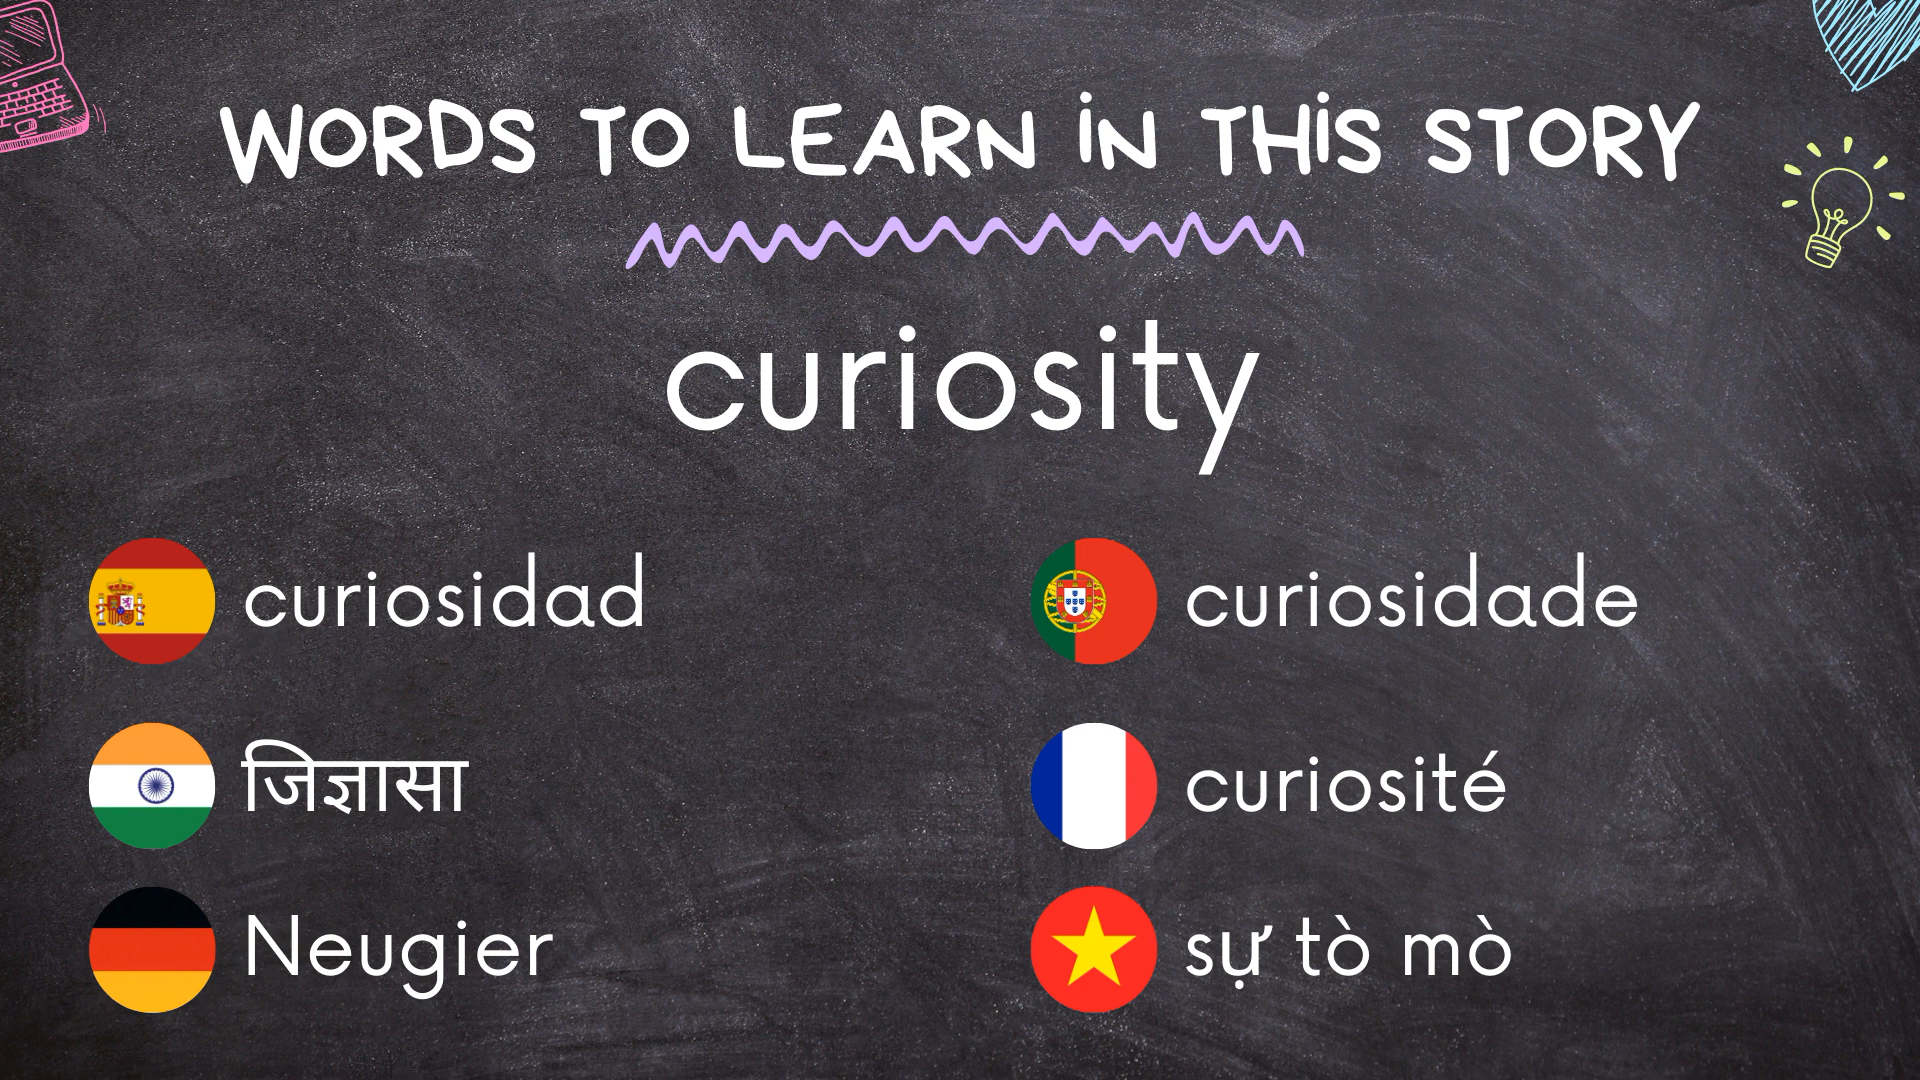 WORDS TO LEARN iN THiS STORY
curiosity
curiosidad
curiosidade
जिज्ञासा
curiosité
Neugier
sự tò mò